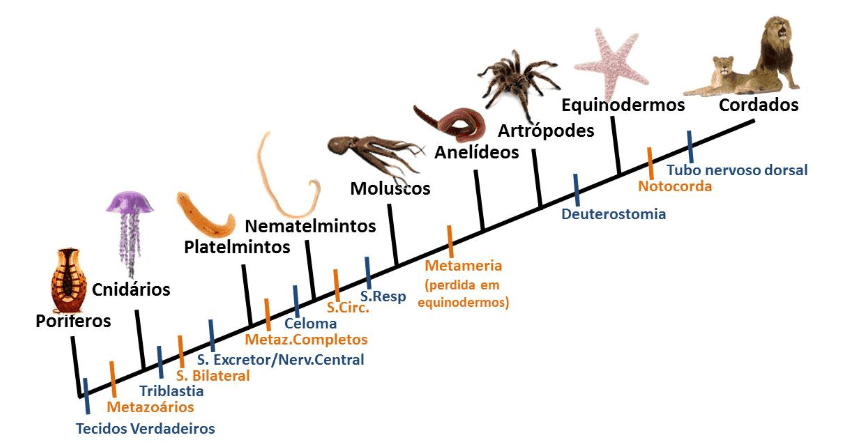 Equinodermos
Cordados
Artrópodes
Anelídeos
Tubo nervoso dorsal
Notocorda
Moluscos
Deuterostomia
Nematelmintos
Platelmintos
Metameria
(perdida em
equinodermos)
Cnidários
S.Resp
S.Circ.
Poríferos
Celoma
Metaz.Completos
S. Excretor/Nerv.Central
S. Bilateral
Triblastia
Metazoários
Tecidos Verdadeiros